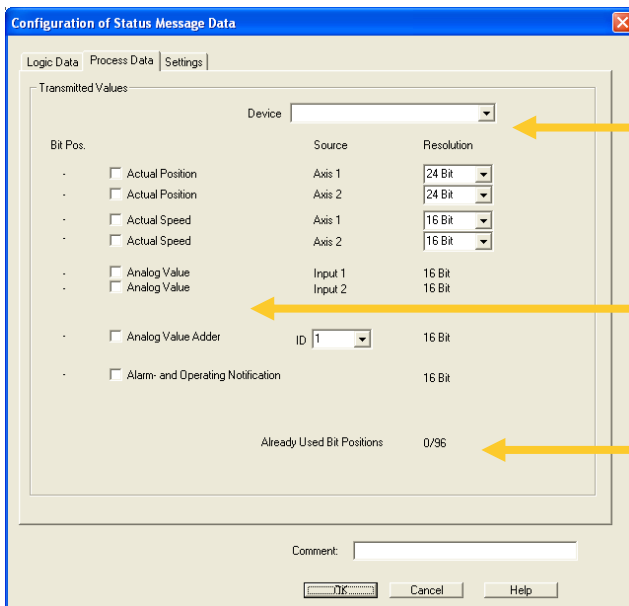 Configuration of Status Message Data
Logic Data Process Data Settings
Transmitted Values
Device
Bit Pos. Source Resolution
- Actual Position Axis 1 24 Bit
- Actual Position Axis 2 24 Bit
- Actual Speed Axis 1 16 Bit
- Actual Speed Axis 2 16 Bit
- Analog Value Input 1 16 Bit
- Analog Value Input 2 16 Bit
- Analog Value Adder ID 1 16 Bit
- Alarm- and Operating Notification 16 Bit
Already Used Bit Positions 0/96
Comment:
OK Cancel Help